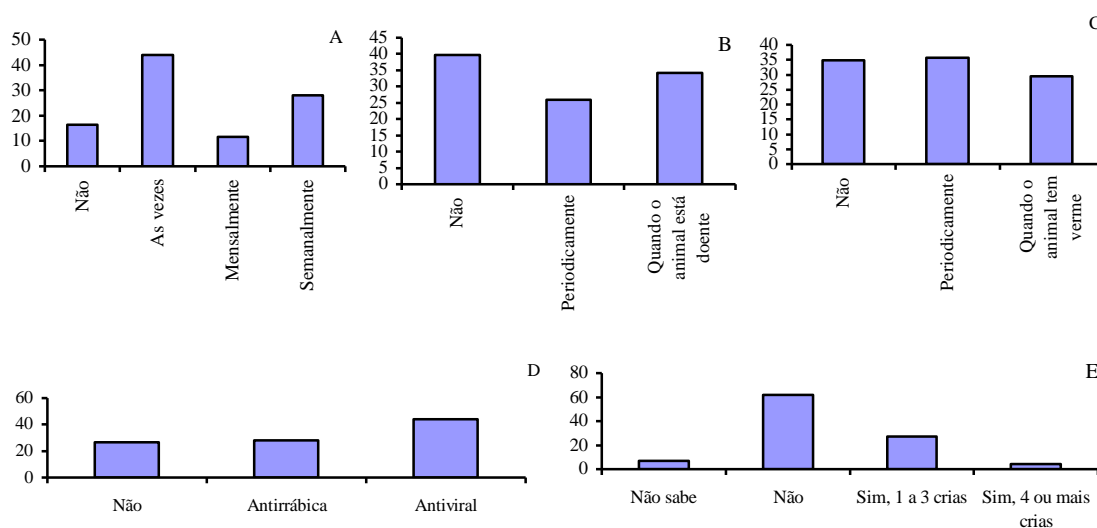 A
50
40
30
20
10
0
Não
As vezes
Mensalmente
Semanalmente
B
45
40
35
30
25
20
15
10
5
0
Não
Periodicamente
Quando o
animal está
doente
C
40
35
30
25
20
15
10
5
0
Não
Periodicamente
Quando o
animal tem
verme
D
60
40
20
0
Não
Antirrábica
Antiviral
E
80
60
40
20
0
Não sabe
Não
Sim, 1 a 3 crias
Sim, 4 ou mais
crias